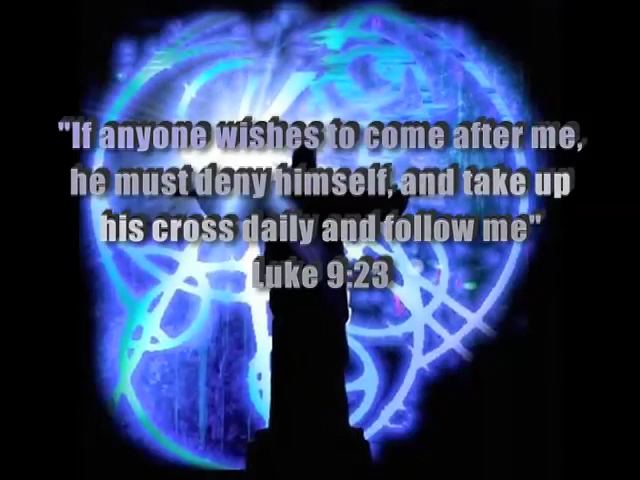 "If anyone wishes to come after me,
he must deny himself, and take up
his cross daily and follow me"
Luke 9:23